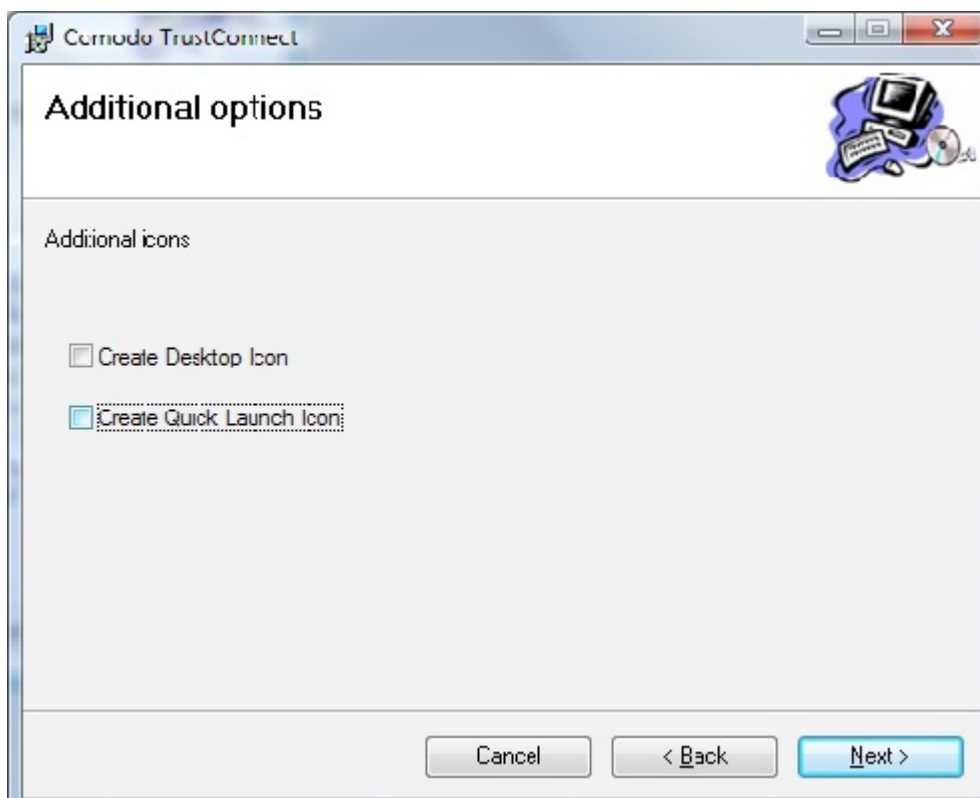 Comodo TrustConnect
Additional options
Additional icons
Create Desktop Icon
Create Quick Launch Icon
Cancel
< Back
Next >